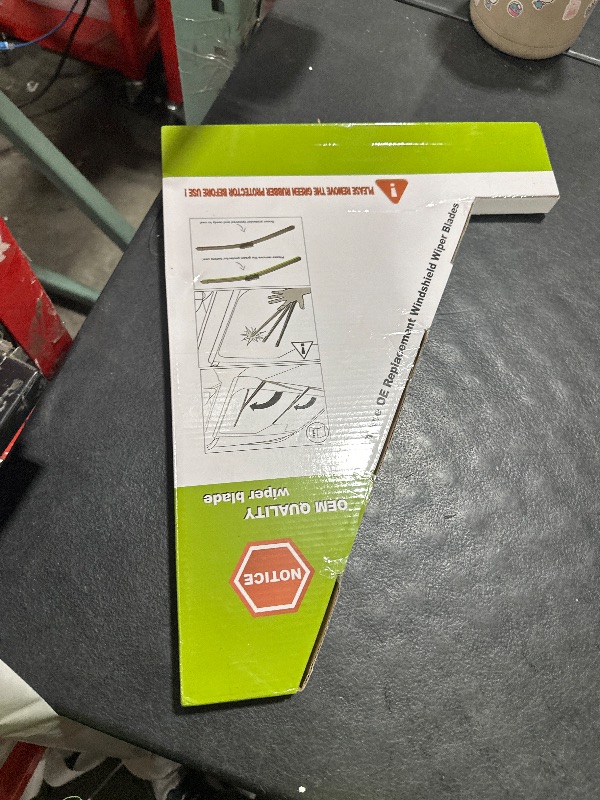 NOTICE
OEM QUALITY
wiper blade
OE Replacement Windshield Wiper Blades
PLEASE REMOVE THE GREEN RUBBER PROTECTOR BEFORE USE !